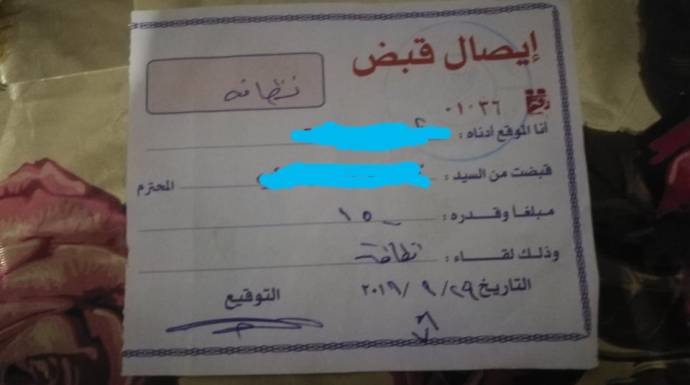 إيصال قبض
نظافه
رقم ٠١٠٣٦
أنا الموقع أدناه :
قبضت من السيد : المحترم
مبلغاً وقدره : ١٥٠
وذلك لقاء : نظافة
التاريخ ٢٩ / ٩ / ٢٠١٩
التوقيع